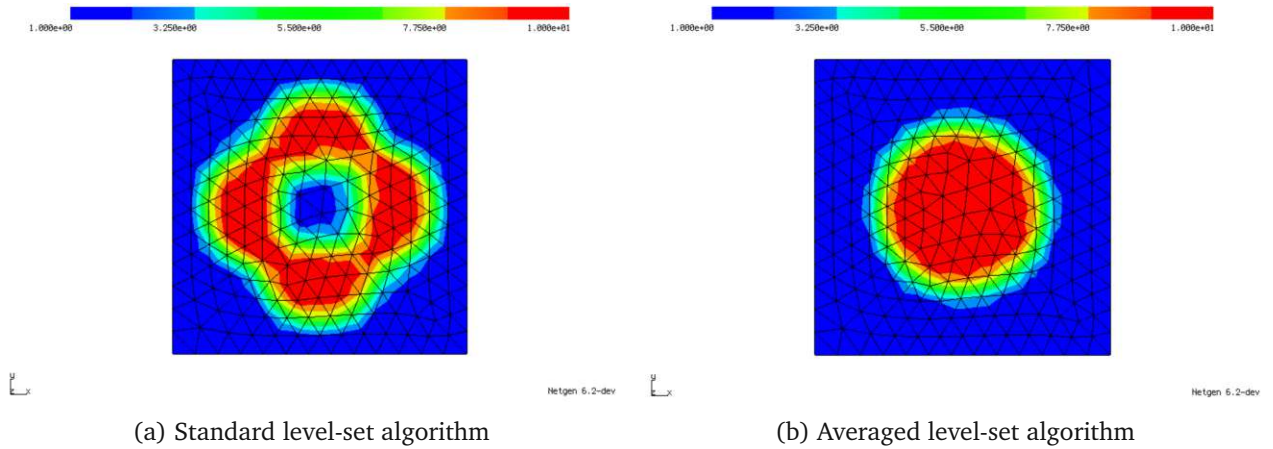 1.000e+00 3.250e+00 5.500e+00 7.750e+00 1.000e+01
y
z x
Netgen 6.2-dev
(a) Standard level-set algorithm
1.000e+00 3.250e+00 5.500e+00 7.750e+00 1.000e+01
y
z x
Netgen 6.2-dev
(b) Averaged level-set algorithm